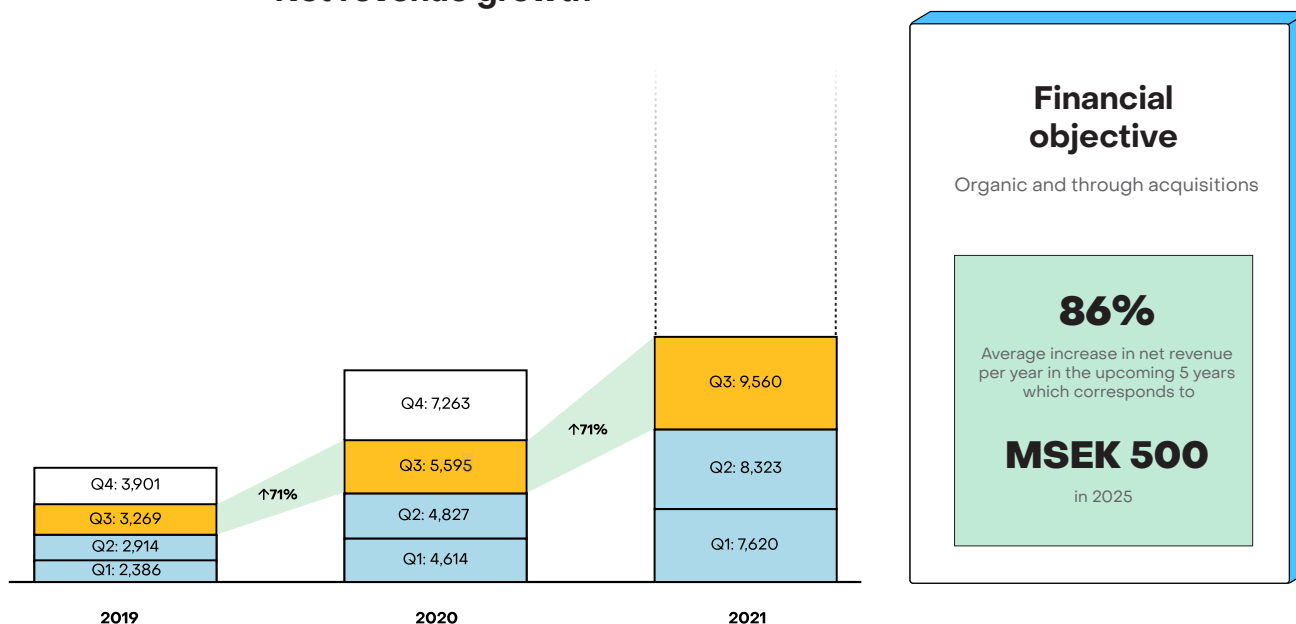 Net revenue growth
Q4: 3,901
Q3: 3,269
Q2: 2,914
Q1: 2,386
2019
↑71%
Q4: 7,263
Q3: 5,595
Q2: 4,827
Q1: 4,614
2020
↑71%
Q3: 9,560
Q2: 8,323
Q1: 7,620
2021
Financial
objective
Organic and through acquisitions
86%
Average increase in net revenue
per year in the upcoming 5 years
which corresponds to
MSEK 500
in 2025